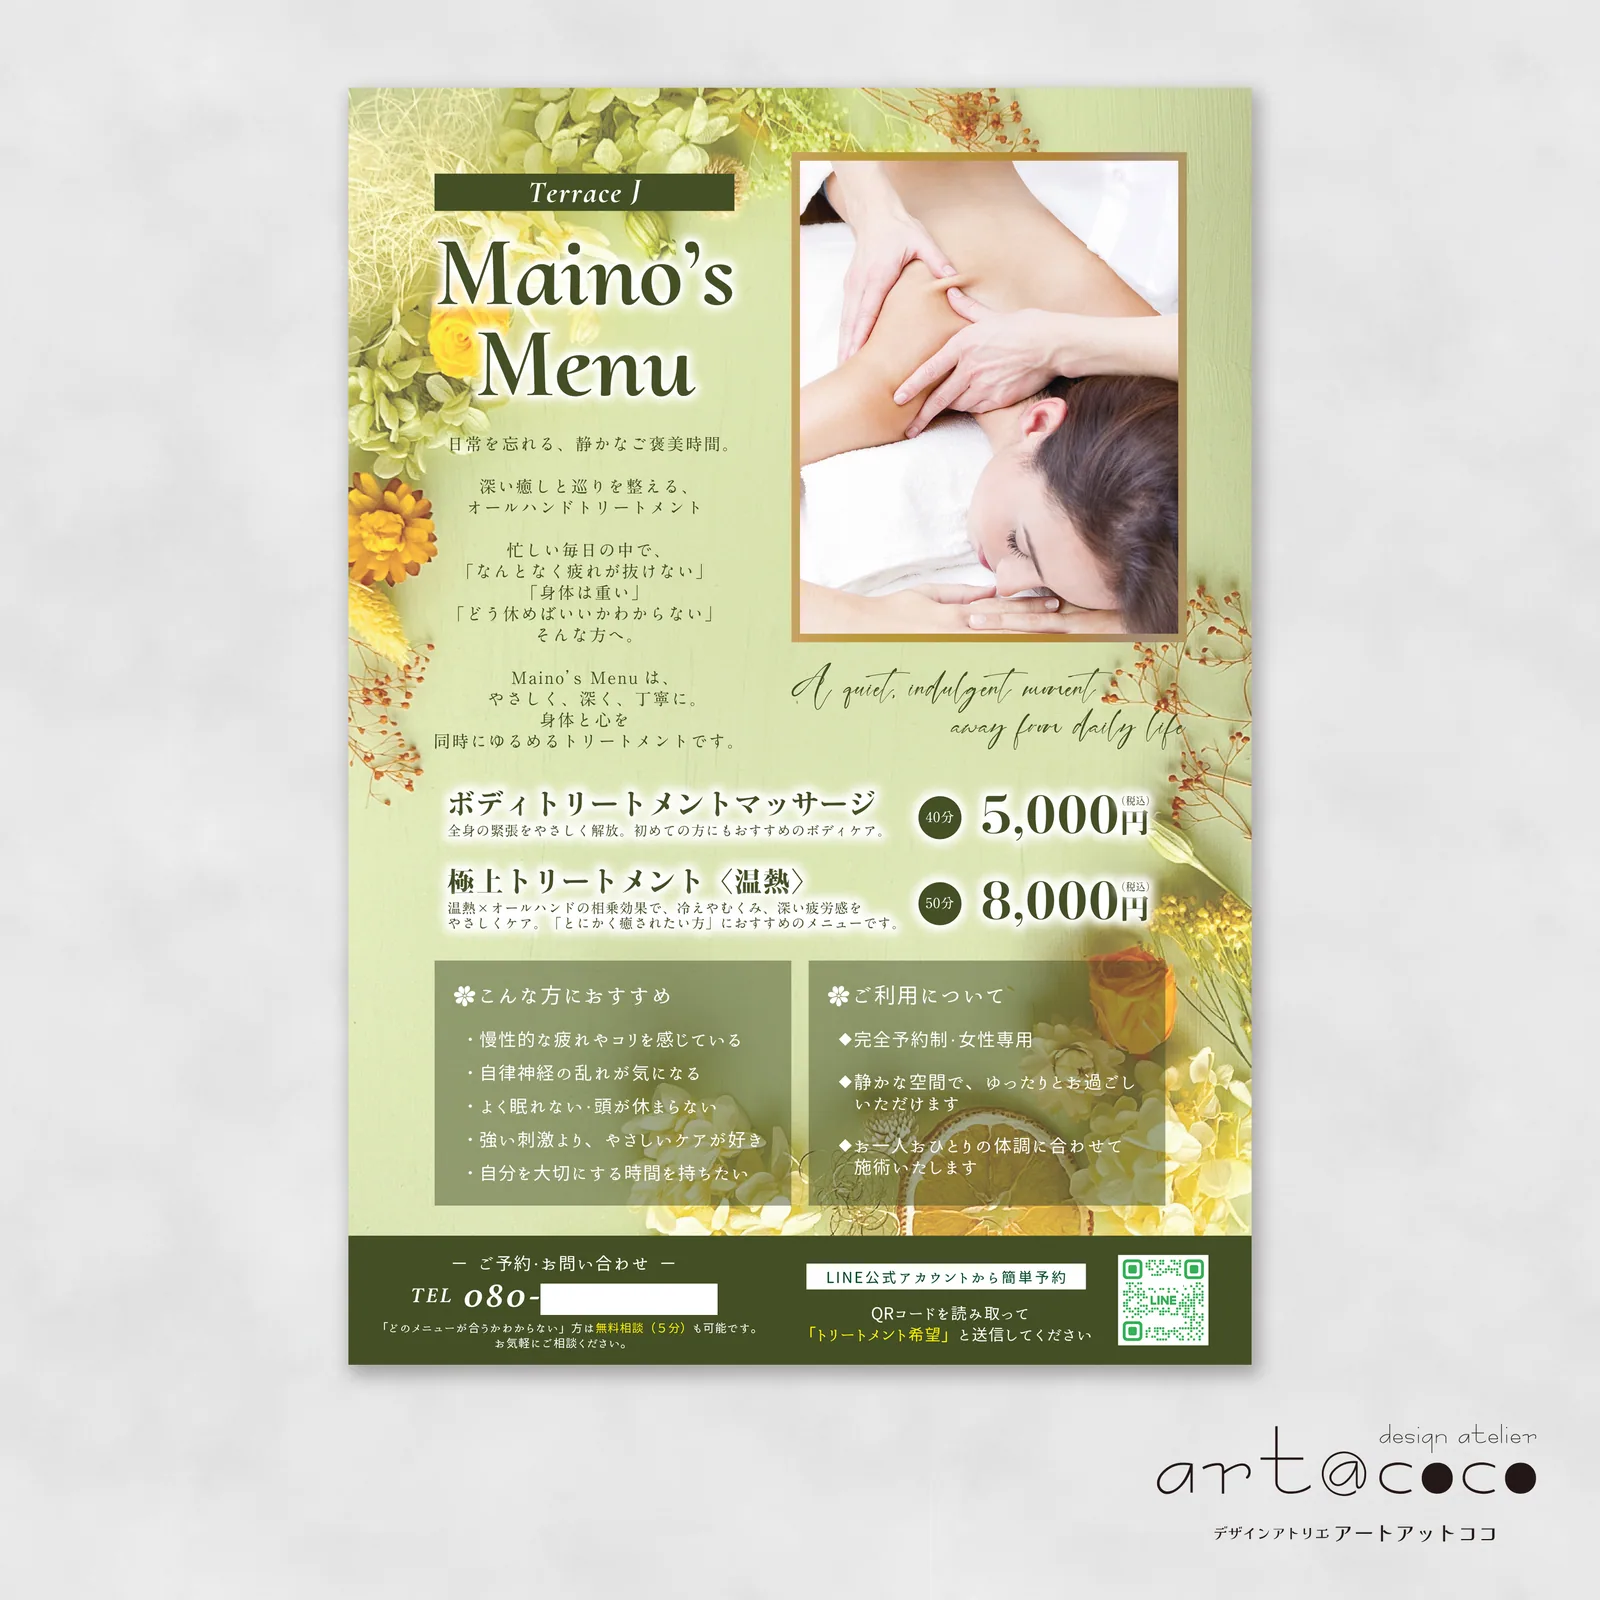 Terrace J
Maino's
Menu
日常を忘れる、静かなご褒美時間。
深い癒しと巡りを整える、
オールハンドトリートメント
忙しい毎日の中で、
「なんとなく疲れが抜けない」
「身体は重い」
「どう休めばいいかわからない」
そんな方へ。
Maino's Menu は、
やさしく、深く、丁寧に。
身体と心を
同時にゆるめるトリートメントです。
A quiet, indulgent moment
away from daily life
ボディトリートメントマッサージ
全身の緊張をやさしく解放。初めての方にもおすすめのボディケア。
40分 5,000円(税込)
極上トリートメント〈温熱〉
温熱×オールハンドの相乗効果で、冷えやむくみ、深い疲労感を
やさしくケア。「とにかく癒されたい方」におすすめのメニューです。
50分 8,000円(税込)
こんな方におすすめ
・慢性的な疲れやコリを感じている
・自律神経の乱れが気になる
・よく眠れない・頭が休まらない
・強い刺激より、やさしいケアが好き
・自分を大切にする時間を持ちたい
ご利用について
◆完全予約制・女性専用
◆静かな空間で、ゆったりとお過ごし
いただけます
◆お一人おひとりの体調に合わせて
施術いたします
― ご予約・お問い合わせ ―
TEL 080-
「どのメニューが合うかわからない」方は無料相談（5分）も可能です。
お気軽にご相談ください。
LINE公式アカウントから簡単予約
QRコードを読み取って
「トリートメント希望」と送信してください
LINE
design atelier
art@coco
デザインアトリエ アートアットココ